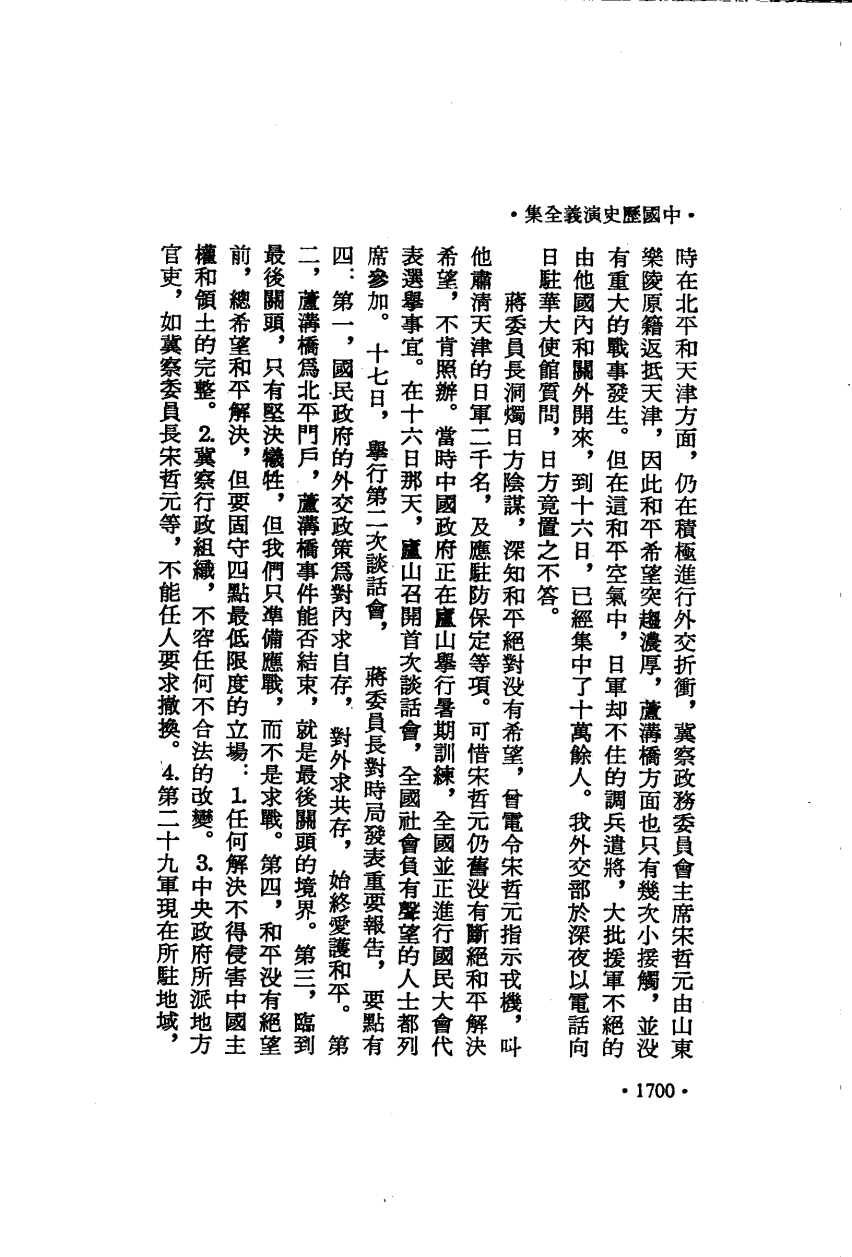 •中國歷史演義全集•
時在北平和天津方面，仍在積極進行外交折衝，冀察政務委員會主席宋哲元由山東
樂陵原籍返抵天津，因此和平希望突趨濃厚，蘆溝橋方面也只有幾次小接觸，並没
有重大的戰事發生。但在這和平空氣中，日軍却不住的調兵遣將，大批援軍不絕的
由他國內和關外開來，到十六日，已經集中了十萬餘人。我外交部於深夜以電話向
日駐華大使館質問，日方竟置之不答。
蔣委員長洞燭日方陰謀，深知和平絕對没有希望，曾電令宋哲元指示戎機，叫
他肅清天津的日軍二千名，及應駐防保定等項。可惜宋哲元仍舊没有斷絕和平解決
希望，不肯照辦。當時中國政府正在廬山舉行暑期訓練，全國並正進行國民大會代
表選舉事宜。在十六日那天，廬山召開首次談話會，全國社會負有聲望的人士都列
席參加。十七日，舉行第二次談話會，蔣委員長對時局發表重要報告，要點有
四：第一，國民政府的外交政策爲對內求自存，對外求共存，始終愛護和平。第
二，蘆溝橋爲北平門戶，蘆溝橋事件能否結束，就是最後關頭的境界。第三，臨到
最後關頭，只有堅決犧牲，但我們只準備應戰，而不是求戰。第四，和平没有絕望
前，總希望和平解決，但要固守四點最低限度的立場：1.任何解決不得侵害中國主
權和領土的完整。2.冀察行政組織，不容任何不合法的改變。3.中央政府所派地方
官吏，如冀察委員長宋哲元等，不能任人要求撤換。4.第二十九軍現在所駐地域，
•1700•